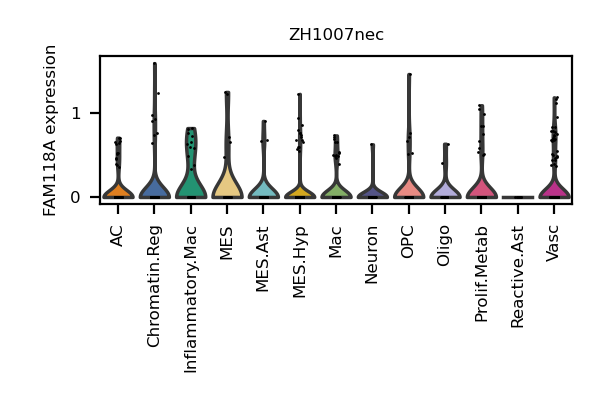 ZH1007nec
FAM118A expression
1
0
AC
Chromatin.Reg
Inflammatory.Mac
MES
MES.Ast
MES.Hyp
Mac
Neuron
OPC
Oligo
Prolif.Metab
Reactive.Ast
Vasc